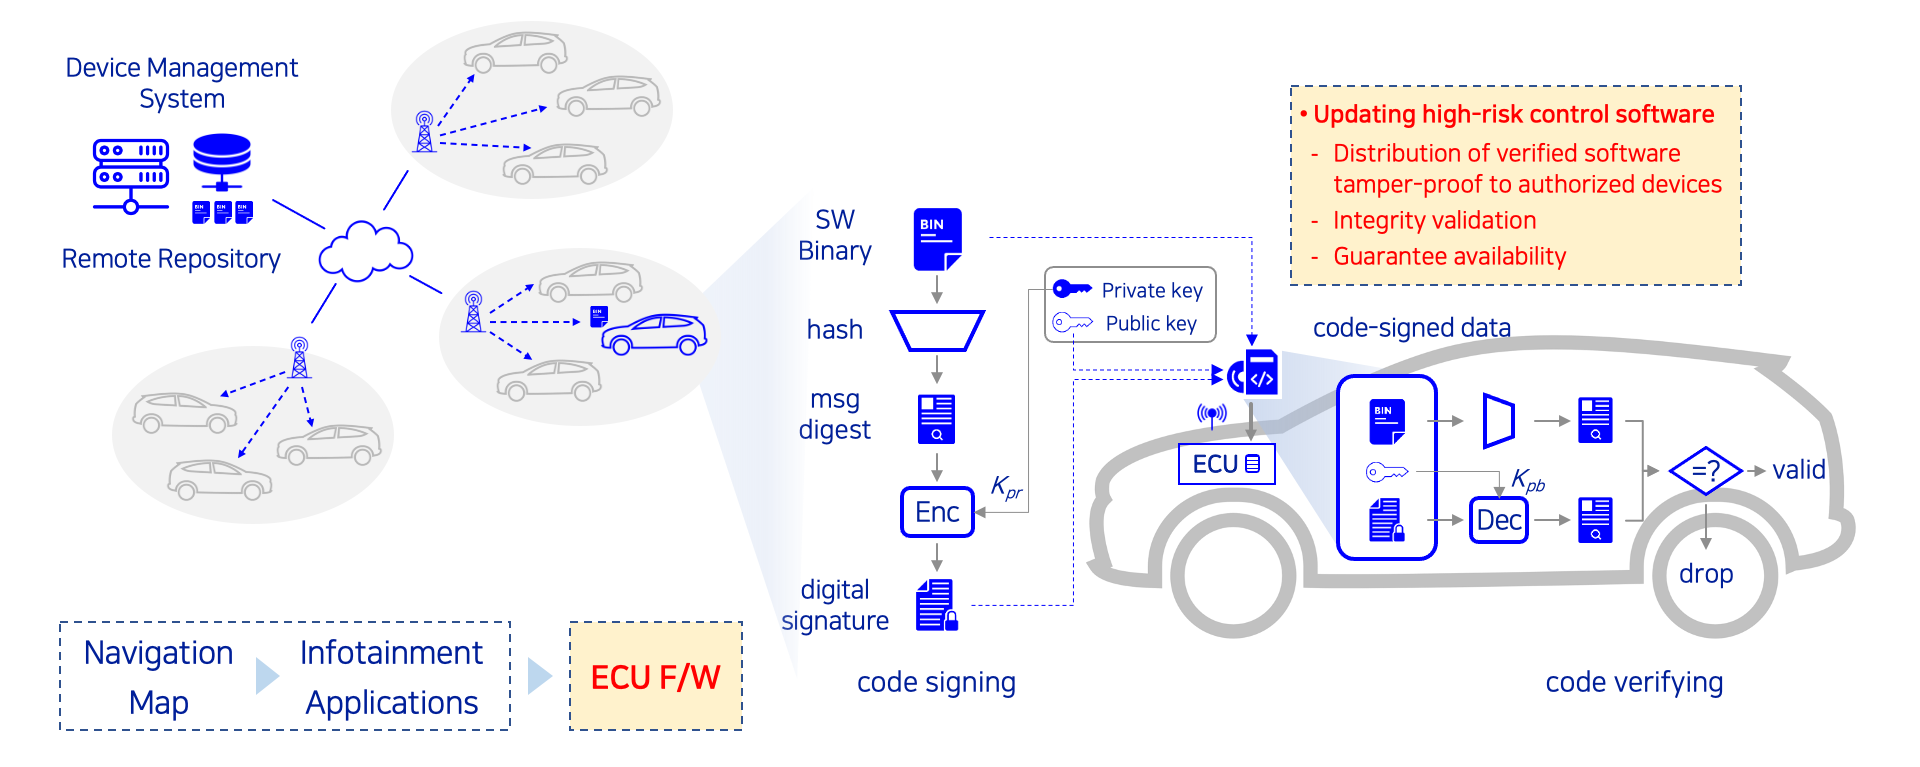 Device Management
System
Remote Repository
BIN BIN BIN
BIN
SW
Binary
BIN
hash
msg
digest
Enc
K pr
digital
signature
code signing
Private key
Public key
• Updating high-risk control software
- Distribution of verified software
tamper-proof to authorized devices
- Integrity validation
- Guarantee availability
code-signed data
</>
ECU
BIN
K pb
Dec
=?
valid
drop
code verifying
Navigation
Map
Infotainment
Applications
ECU F/W